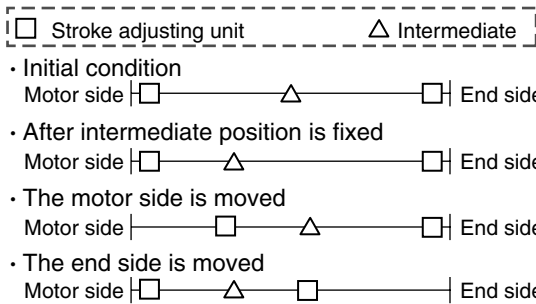 Stroke adjusting unit Intermediate
· Initial condition
Motor side End side
· After intermediate position is fixed
Motor side End side
· The motor side is moved
Motor side End side
· The end side is moved
Motor side End side